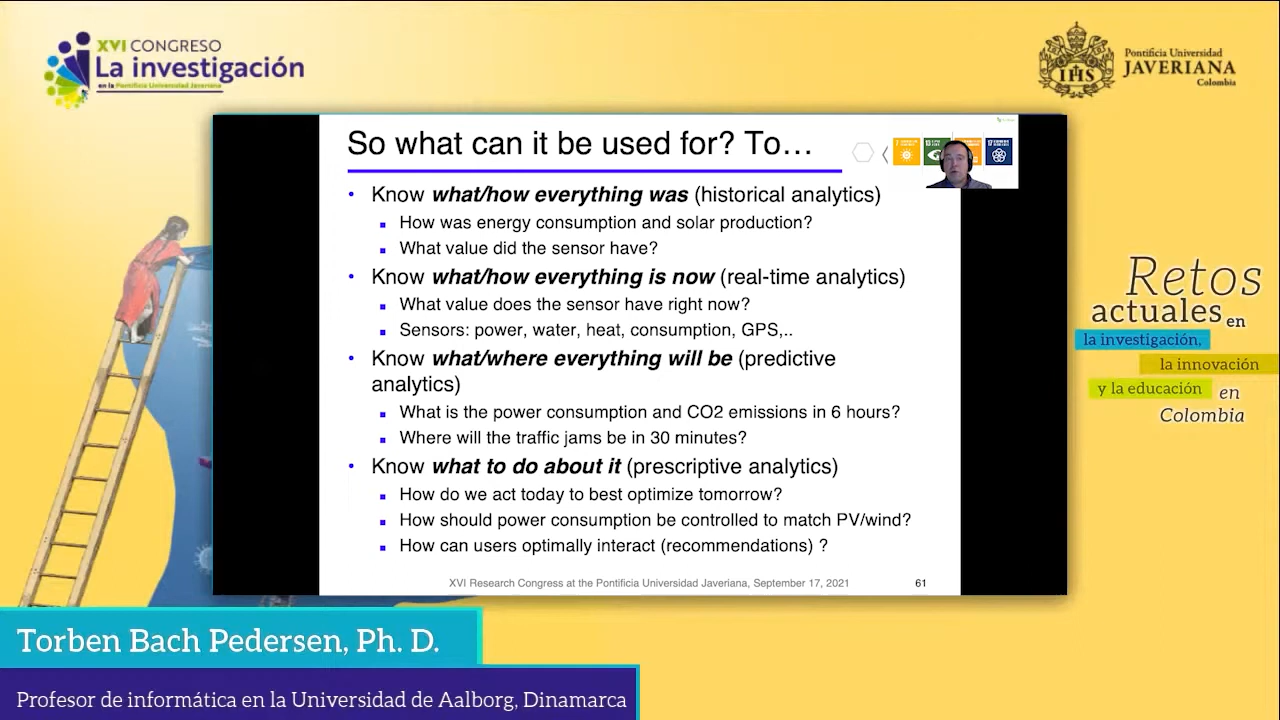 XVI CONGRESO
La investigación
en la Pontificia Universidad Javeriana
IHS
Pontificia Universidad
JAVERIANA
Colombia
So what can it be used for? To…
• Know what/how everything was (historical analytics)
▪ How was energy consumption and solar production?
▪ What value did the sensor have?
• Know what/how everything is now (real-time analytics)
▪ What value does the sensor have right now?
▪ Sensors: power, water, heat, consumption, GPS,..
• Know what/where everything will be (predictive
analytics)
▪ What is the power consumption and CO2 emissions in 6 hours?
▪ Where will the traffic jams be in 30 minutes?
• Know what to do about it (prescriptive analytics)
▪ How do we act today to best optimize tomorrow?
▪ How should power consumption be controlled to match PV/wind?
▪ How can users optimally interact (recommendations) ?
XVI Research Congress at the Pontificia Universidad Javeriana, September 17, 2021
61
Retos
actuales en
la investigación,
la innovación
y la educación en
Colombia
Torben Bach Pedersen, Ph. D.
Profesor de informática en la Universidad de Aalborg, Dinamarca